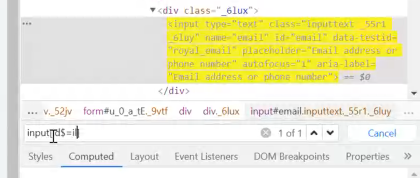 ▼<div class="_6lux">
<input type="text" class="inputtext _55r1
_6luy" name="email" id="email" data-testid=
"royal_email" placeholder="Email address or
phone number" autofocus="1" aria-label=
"Email address or phone number"> == $0
</div>
... v._52jv form#u_0_a_tE._9vtf div div._6lux input#email.inputtext._55r1._6luy ...
1 of 1 Cancel
Styles Computed Layout Event Listeners DOM Breakpoints Properties »